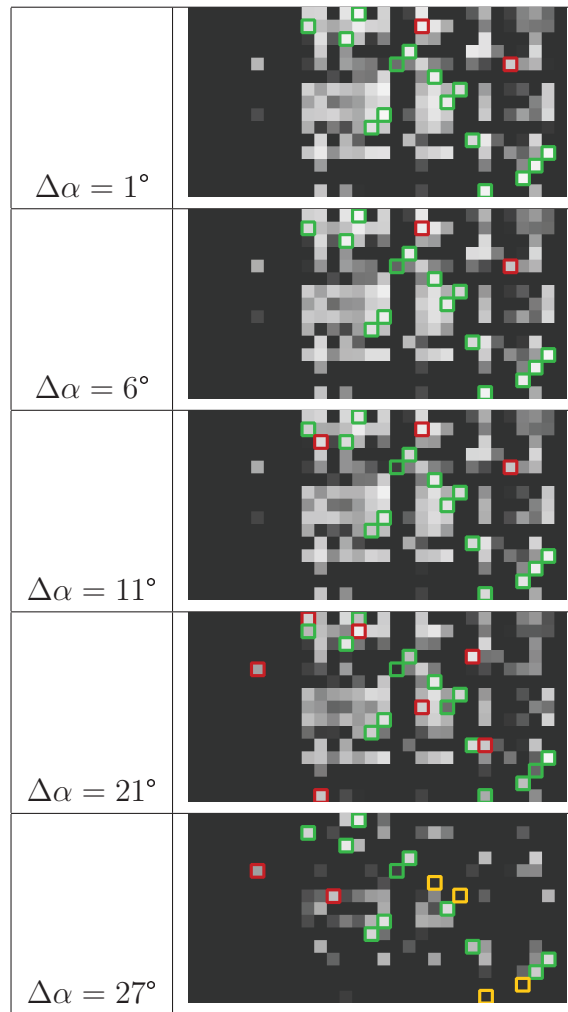 Δα = 1°
Δα = 6°
Δα = 11°
Δα = 21°
Δα = 27°